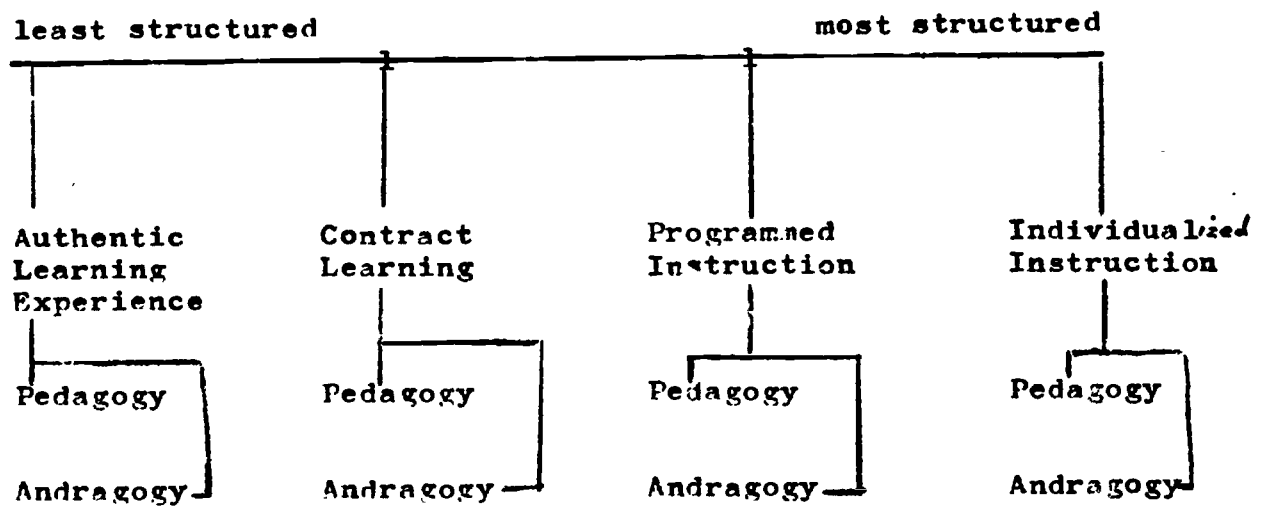 least structured
most structured
Authentic
Learning
Experience
Contract
Learning
Programmed
Instruction
Individualized
Instruction
Pedagogy
Pedagogy
Pedagogy
Pedagogy
Andragogy
Andragogy
Andragogy
Andragogy